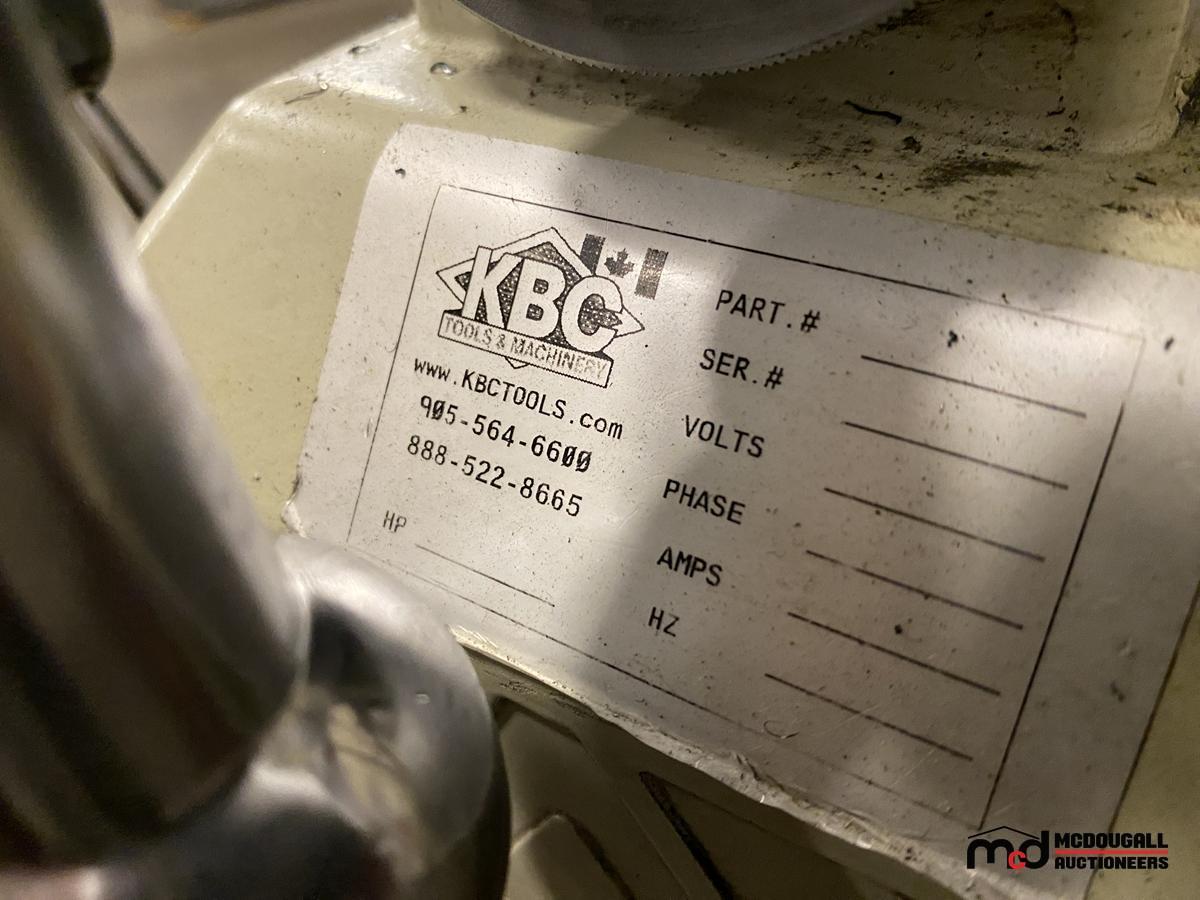 KBC
TOOLS & MACHINERY
www.KBCTOOLS.com
905-564-6600
888-522-8665
HP
PART.#
SER.#
VOLTS
PHASE
AMPS
HZ
mcd MCDOUGALL
AUCTIONEERS